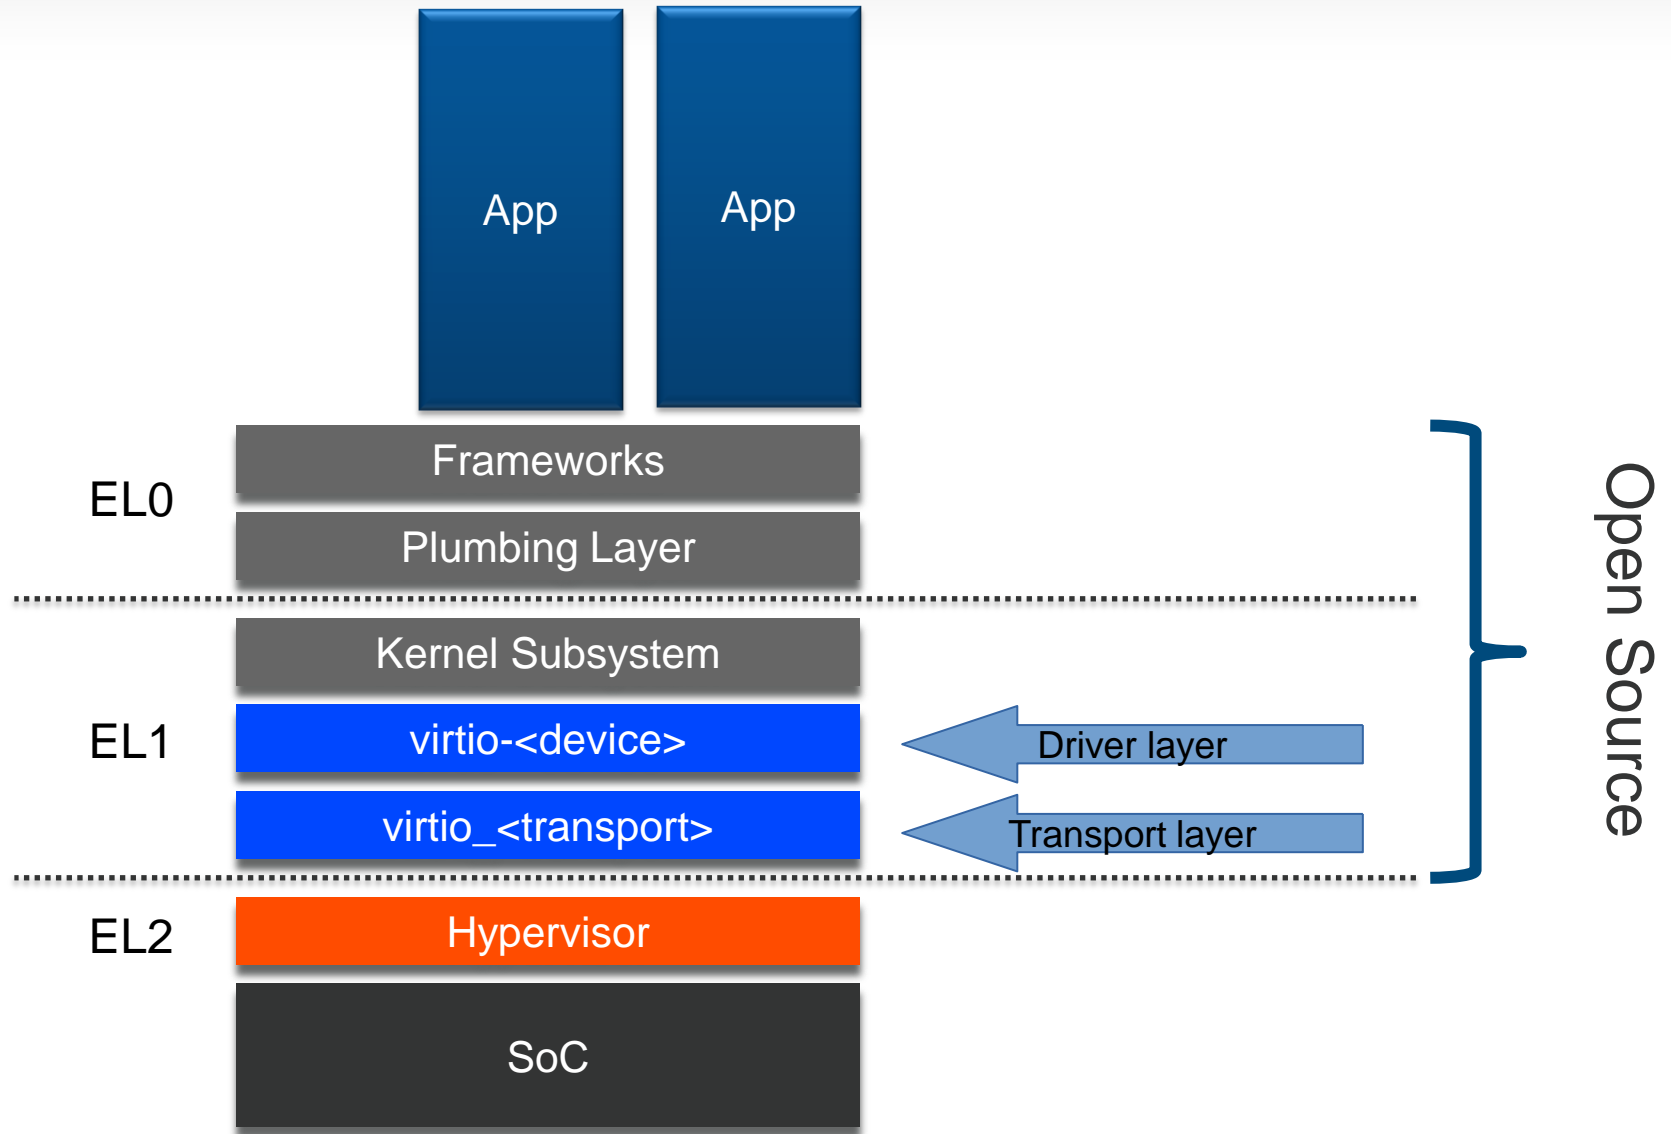 App
App
Frameworks
EL0
Plumbing Layer
Kernel Subsystem
EL1
virtio-<device>
Driver layer
virtio_<transport>
Transport layer
Open Source
EL2
Hypervisor
SoC